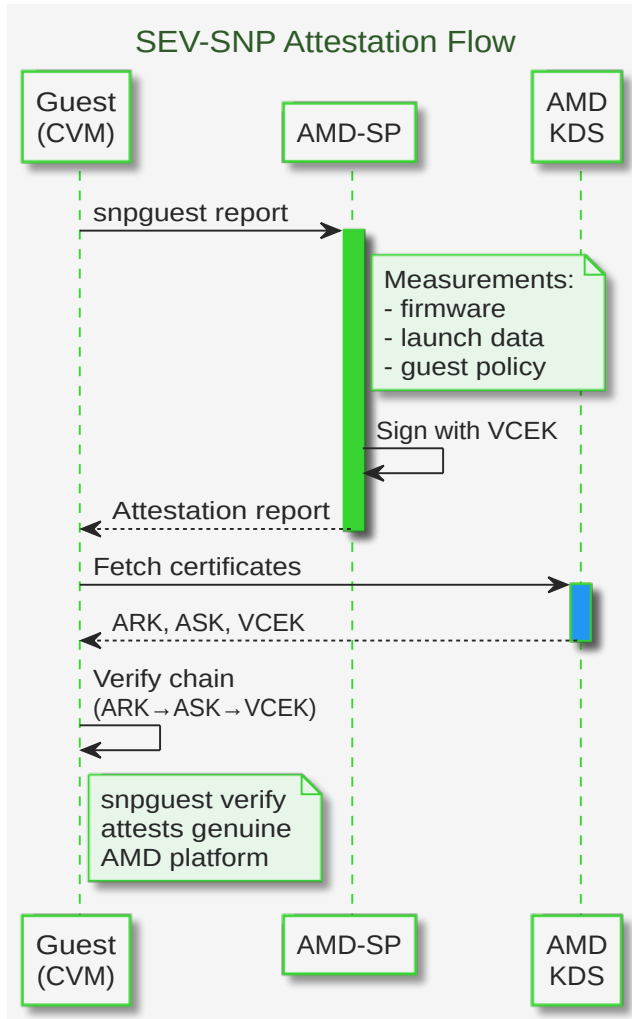 SEV-SNP Attestation Flow
Guest
(CVM)
AMD-SP
AMD
KDS
snpguest report
Measurements:
- firmware
- launch data
- guest policy
Sign with VCEK
Attestation report
Fetch certificates
ARK, ASK, VCEK
Verify chain
(ARK→ASK→VCEK)
snpguest verify
attests genuine
AMD platform
Guest
(CVM)
AMD-SP
AMD
KDS